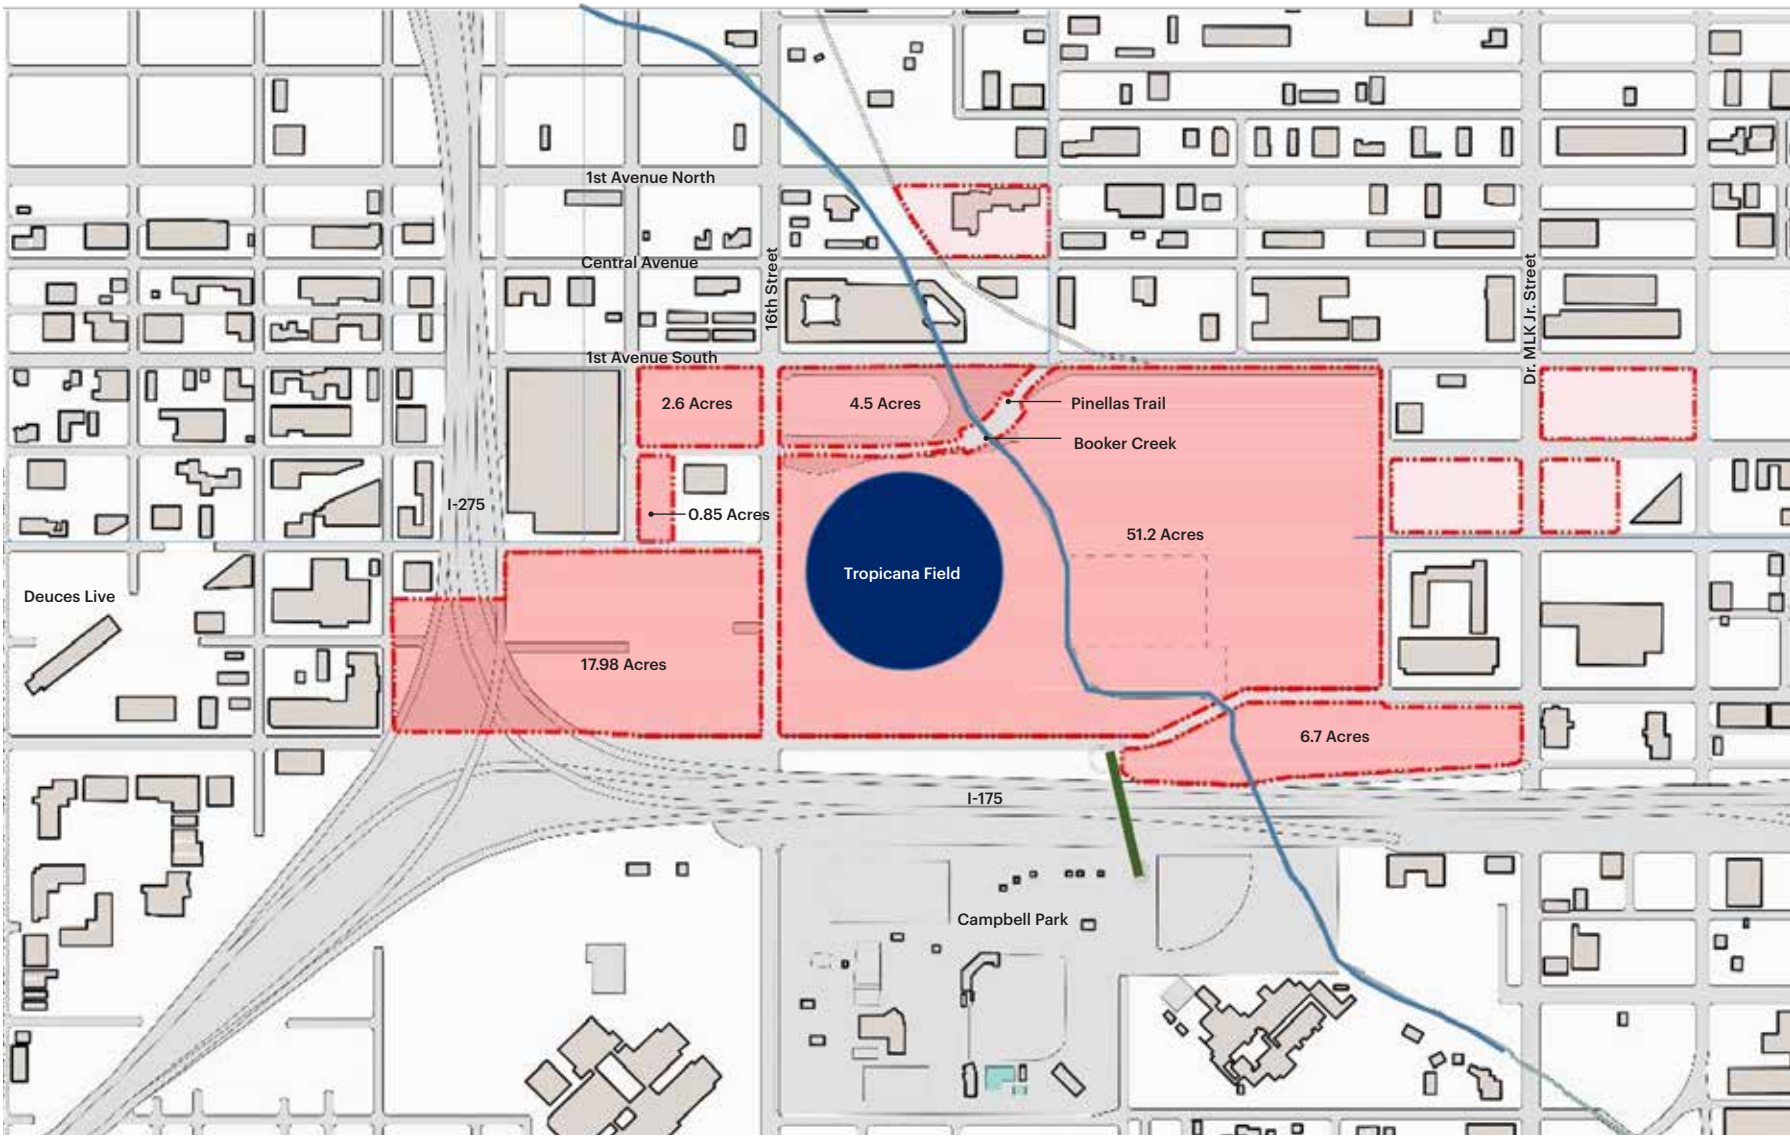 1st Avenue North
Central Avenue
16th Street
Dr. MLK Jr. Street
1st Avenue South
2.6 Acres
4.5 Acres
Pinellas Trail
Booker Creek
I-275
0.85 Acres
51.2 Acres
Tropicana Field
Deuces Live
17.98 Acres
6.7 Acres
I-175
Campbell Park